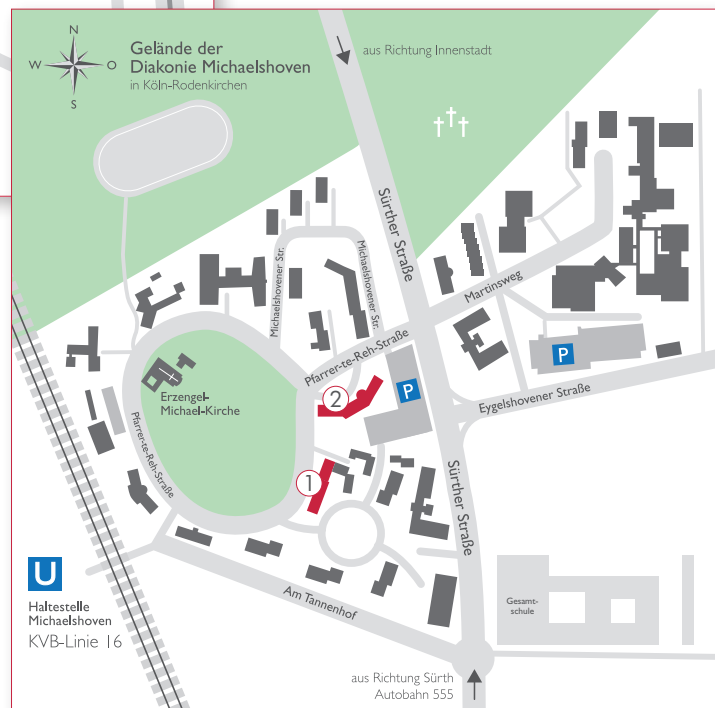 N
W
O
S
Gelände der
Diakonie Michaelshoven
in Köln-Rodenkirchen
aus Richtung Innenstadt
Sürther Straße
Michaelshovener Str.
Michaelshovener Str.
Martinsweg
Pfarrer-te-Reh-Straße
P
P
Erzengel-
Michael-Kirche
2
Eygelshovener Straße
Pfarrer-te-Reh-Straße
1
Sürther Straße
U
Haltestelle
Michaelshoven
KVB-Linie 16
Am Tannenhof
Gesamt-
schule
aus Richtung Sürth
Autobahn 555